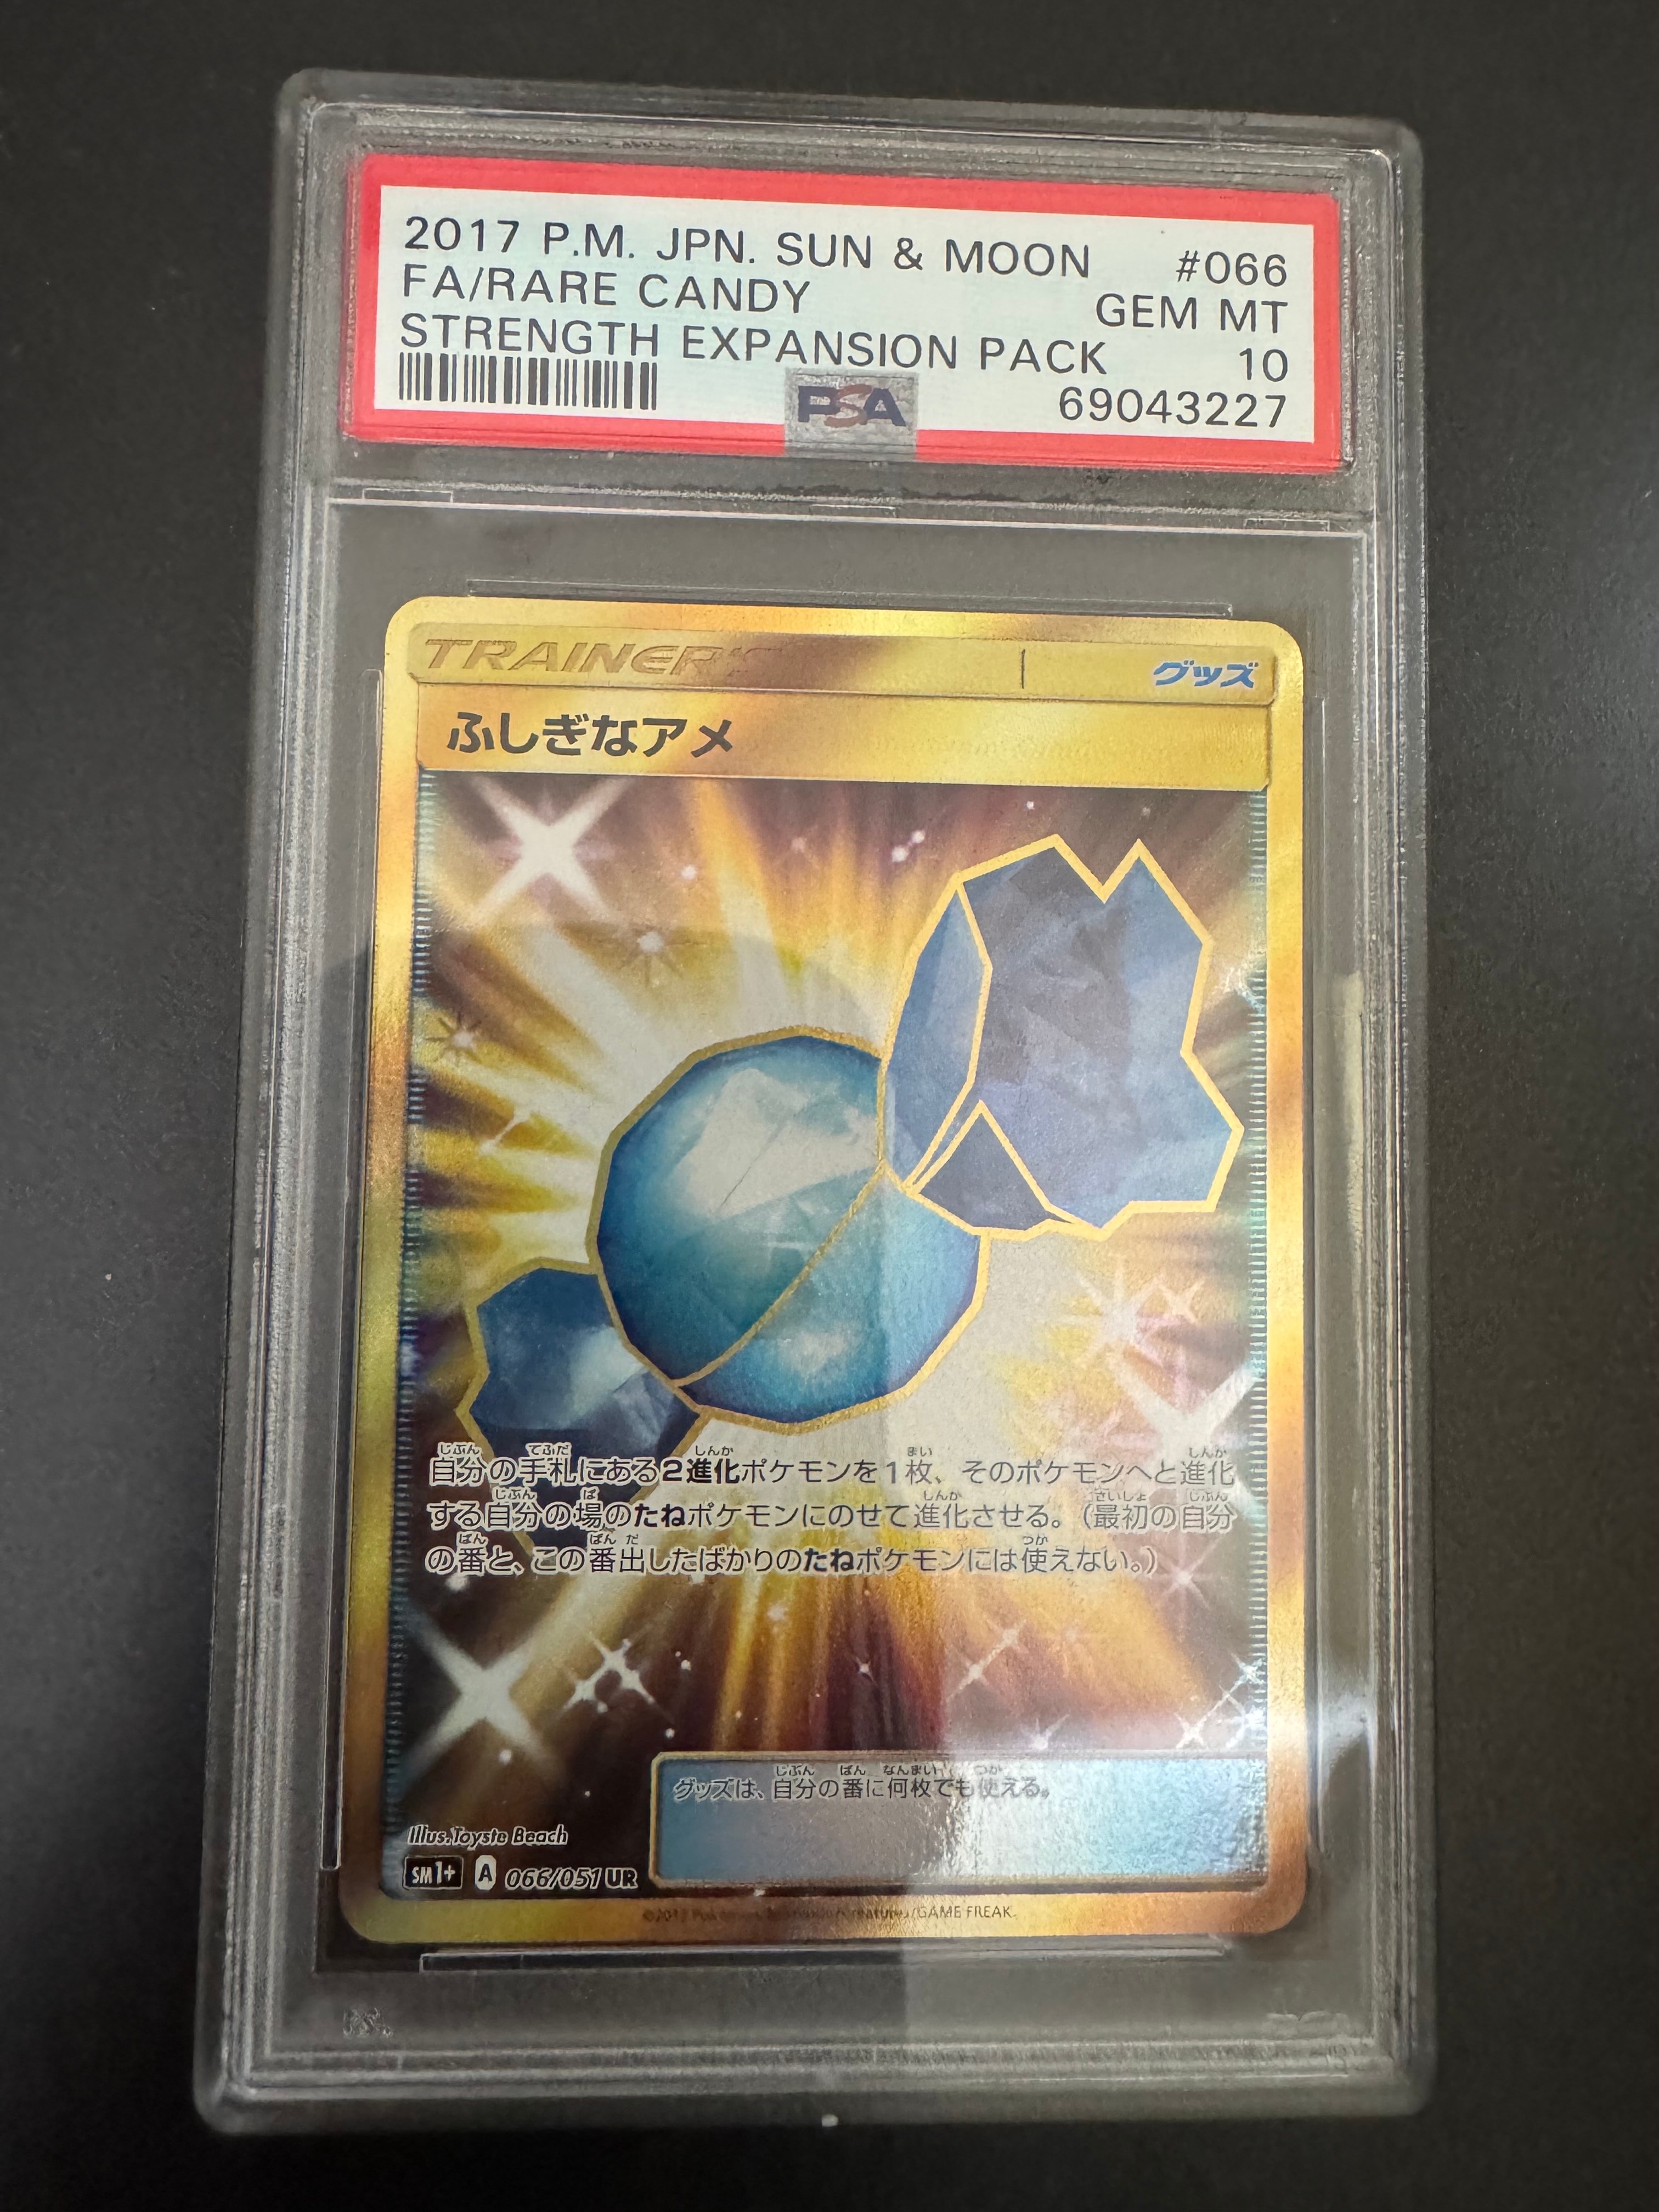 2017 P.M. JPN. SUN & MOON #066
FA/RARE CANDY GEM MT
STRENGTH EXPANSION PACK 10
PSA 69043227
TRAINER'S グッズ
ふしぎなアメ
自分の手札にある2進化ポケモンを1枚、そのポケモンへと進化
する自分の場のたねポケモンにのせて進化させる。(最初の自分
の番と、この番出したばかりのたねポケモンには使えない。)
グッズは、自分の番に何枚でも使える。
Illus.Toyste Beach
SM1+ A 066/051 UR
©2017 Pokémon/Nintendo/Creatures/GAME FREAK.